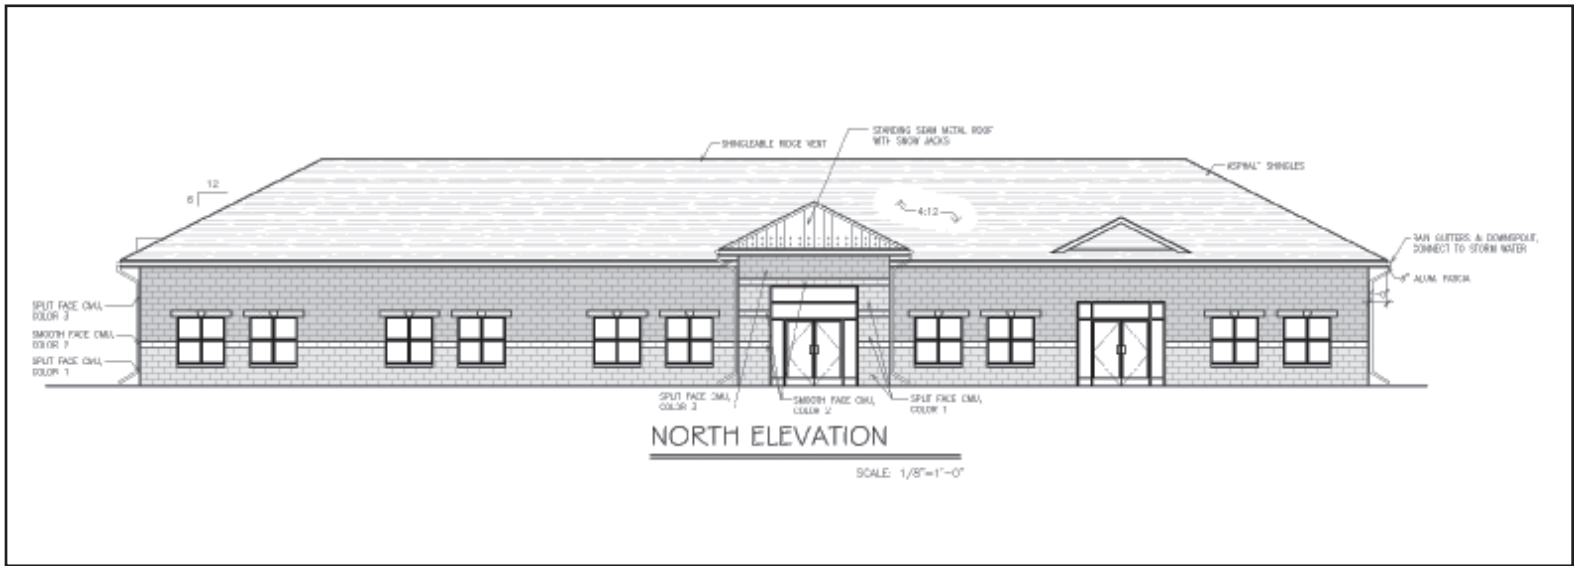 STANDING SEAM METAL ROOF
WITH SNOW JACKS
SHINGLEABLE RIDGE VENT
ASPHALT SHINGLES
12
6
4:12
RAIN GUTTERS & DOWNSPOUT,
CONNECT TO STORM WATER
ALUM. FASCIA
SPLIT FACE CMU,
COLOR 3
SMOOTH FACE CMU,
COLOR 2
SPLIT FACE CMU,
COLOR 1
SPLIT FACE CMU,
COLOR 3
SMOOTH FACE CMU,
COLOR 2
SPLIT FACE CMU,
COLOR 1
NORTH ELEVATION
SCALE: 1/8"=1'-0"